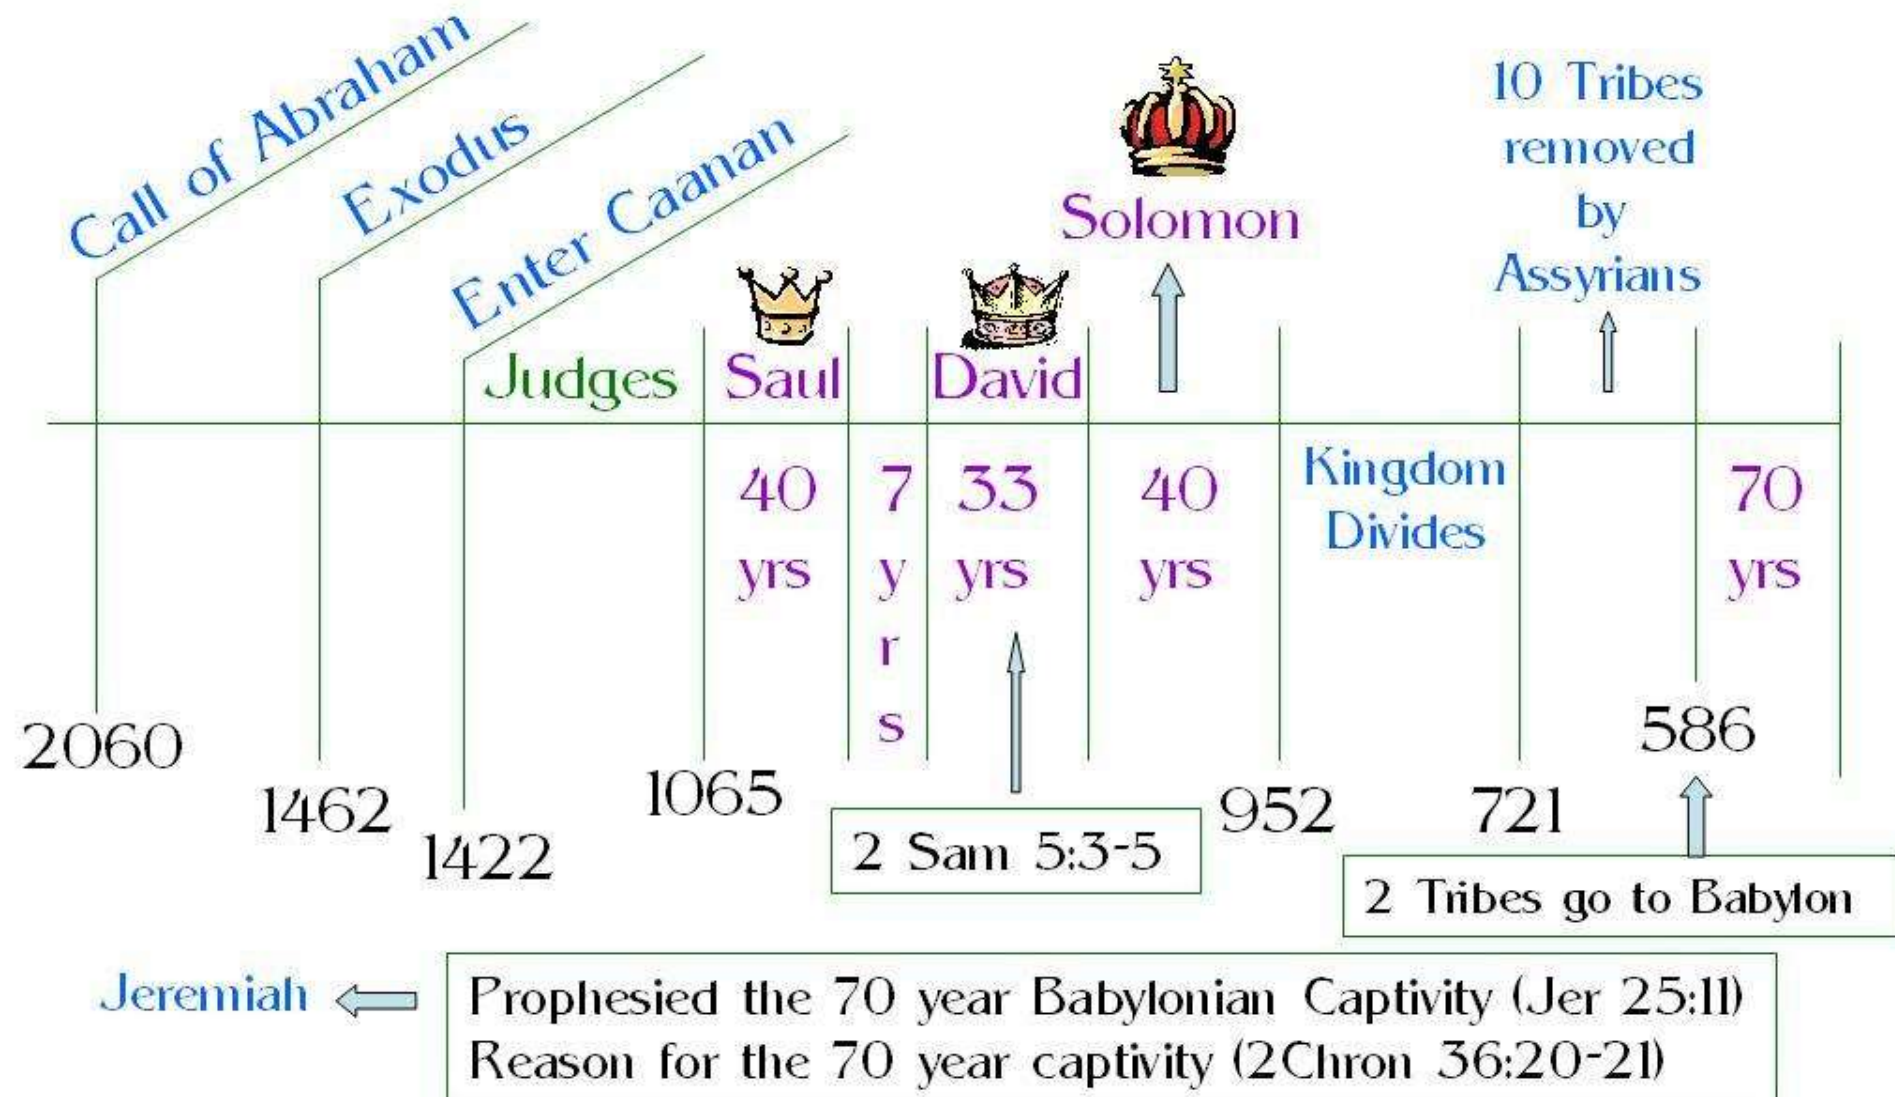 Call of Abraham
Exodus
Enter Caanan
Judges
Saul
David
Solomon
10 Tribes
removed
by
Assyrians
40
yrs
7
y
r
s
33
yrs
40
yrs
Kingdom
Divides
70
yrs
2060
1462
1422
1065
952
721
586
2 Sam 5:3-5
2 Tribes go to Babylon
Jeremiah
Prophesied the 70 year Babylonian Captivity (Jer 25:11)
Reason for the 70 year captivity (2Chron 36:20-21)